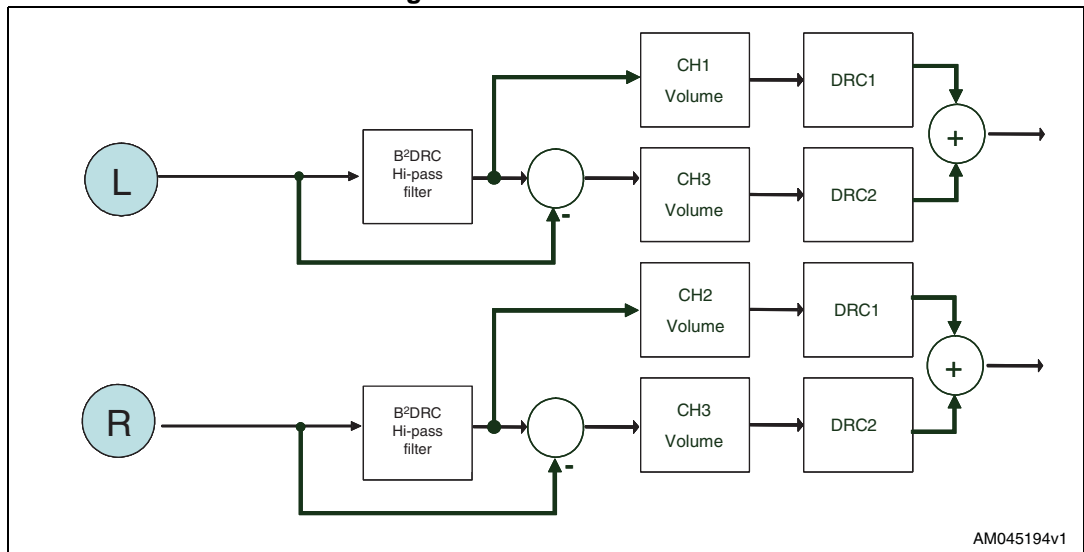 g
CH1
Volume
DRC1
L
B²DRC
Hi-pass
filter
+
-
CH3
Volume
DRC2
CH2
Volume
DRC1
R
B²DRC
Hi-pass
filter
+
-
CH3
Volume
DRC2
AM045194v1